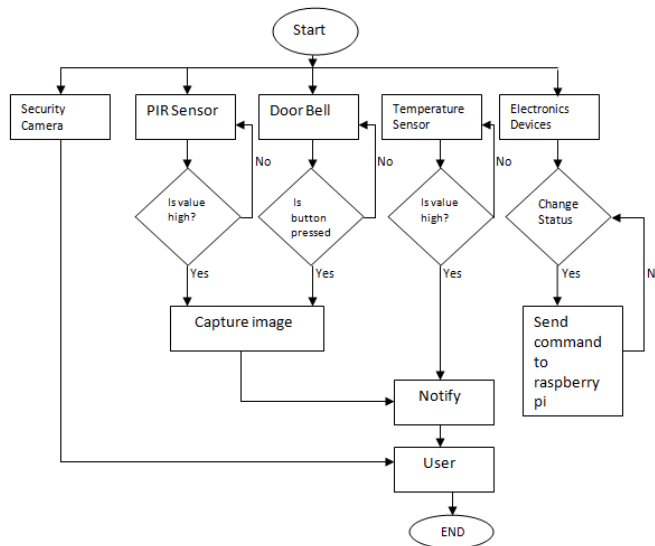 Start
Security
Camera
PIR Sensor
Door Bell
Temperature
Sensor
Electronics
Devices
No
No
No
Is value
high?
Is
button
pressed
Is value
high?
Change
Status
Yes
Yes
Yes
Yes
N
Capture image
Send
command
to
raspberry
pi
Notify
User
END